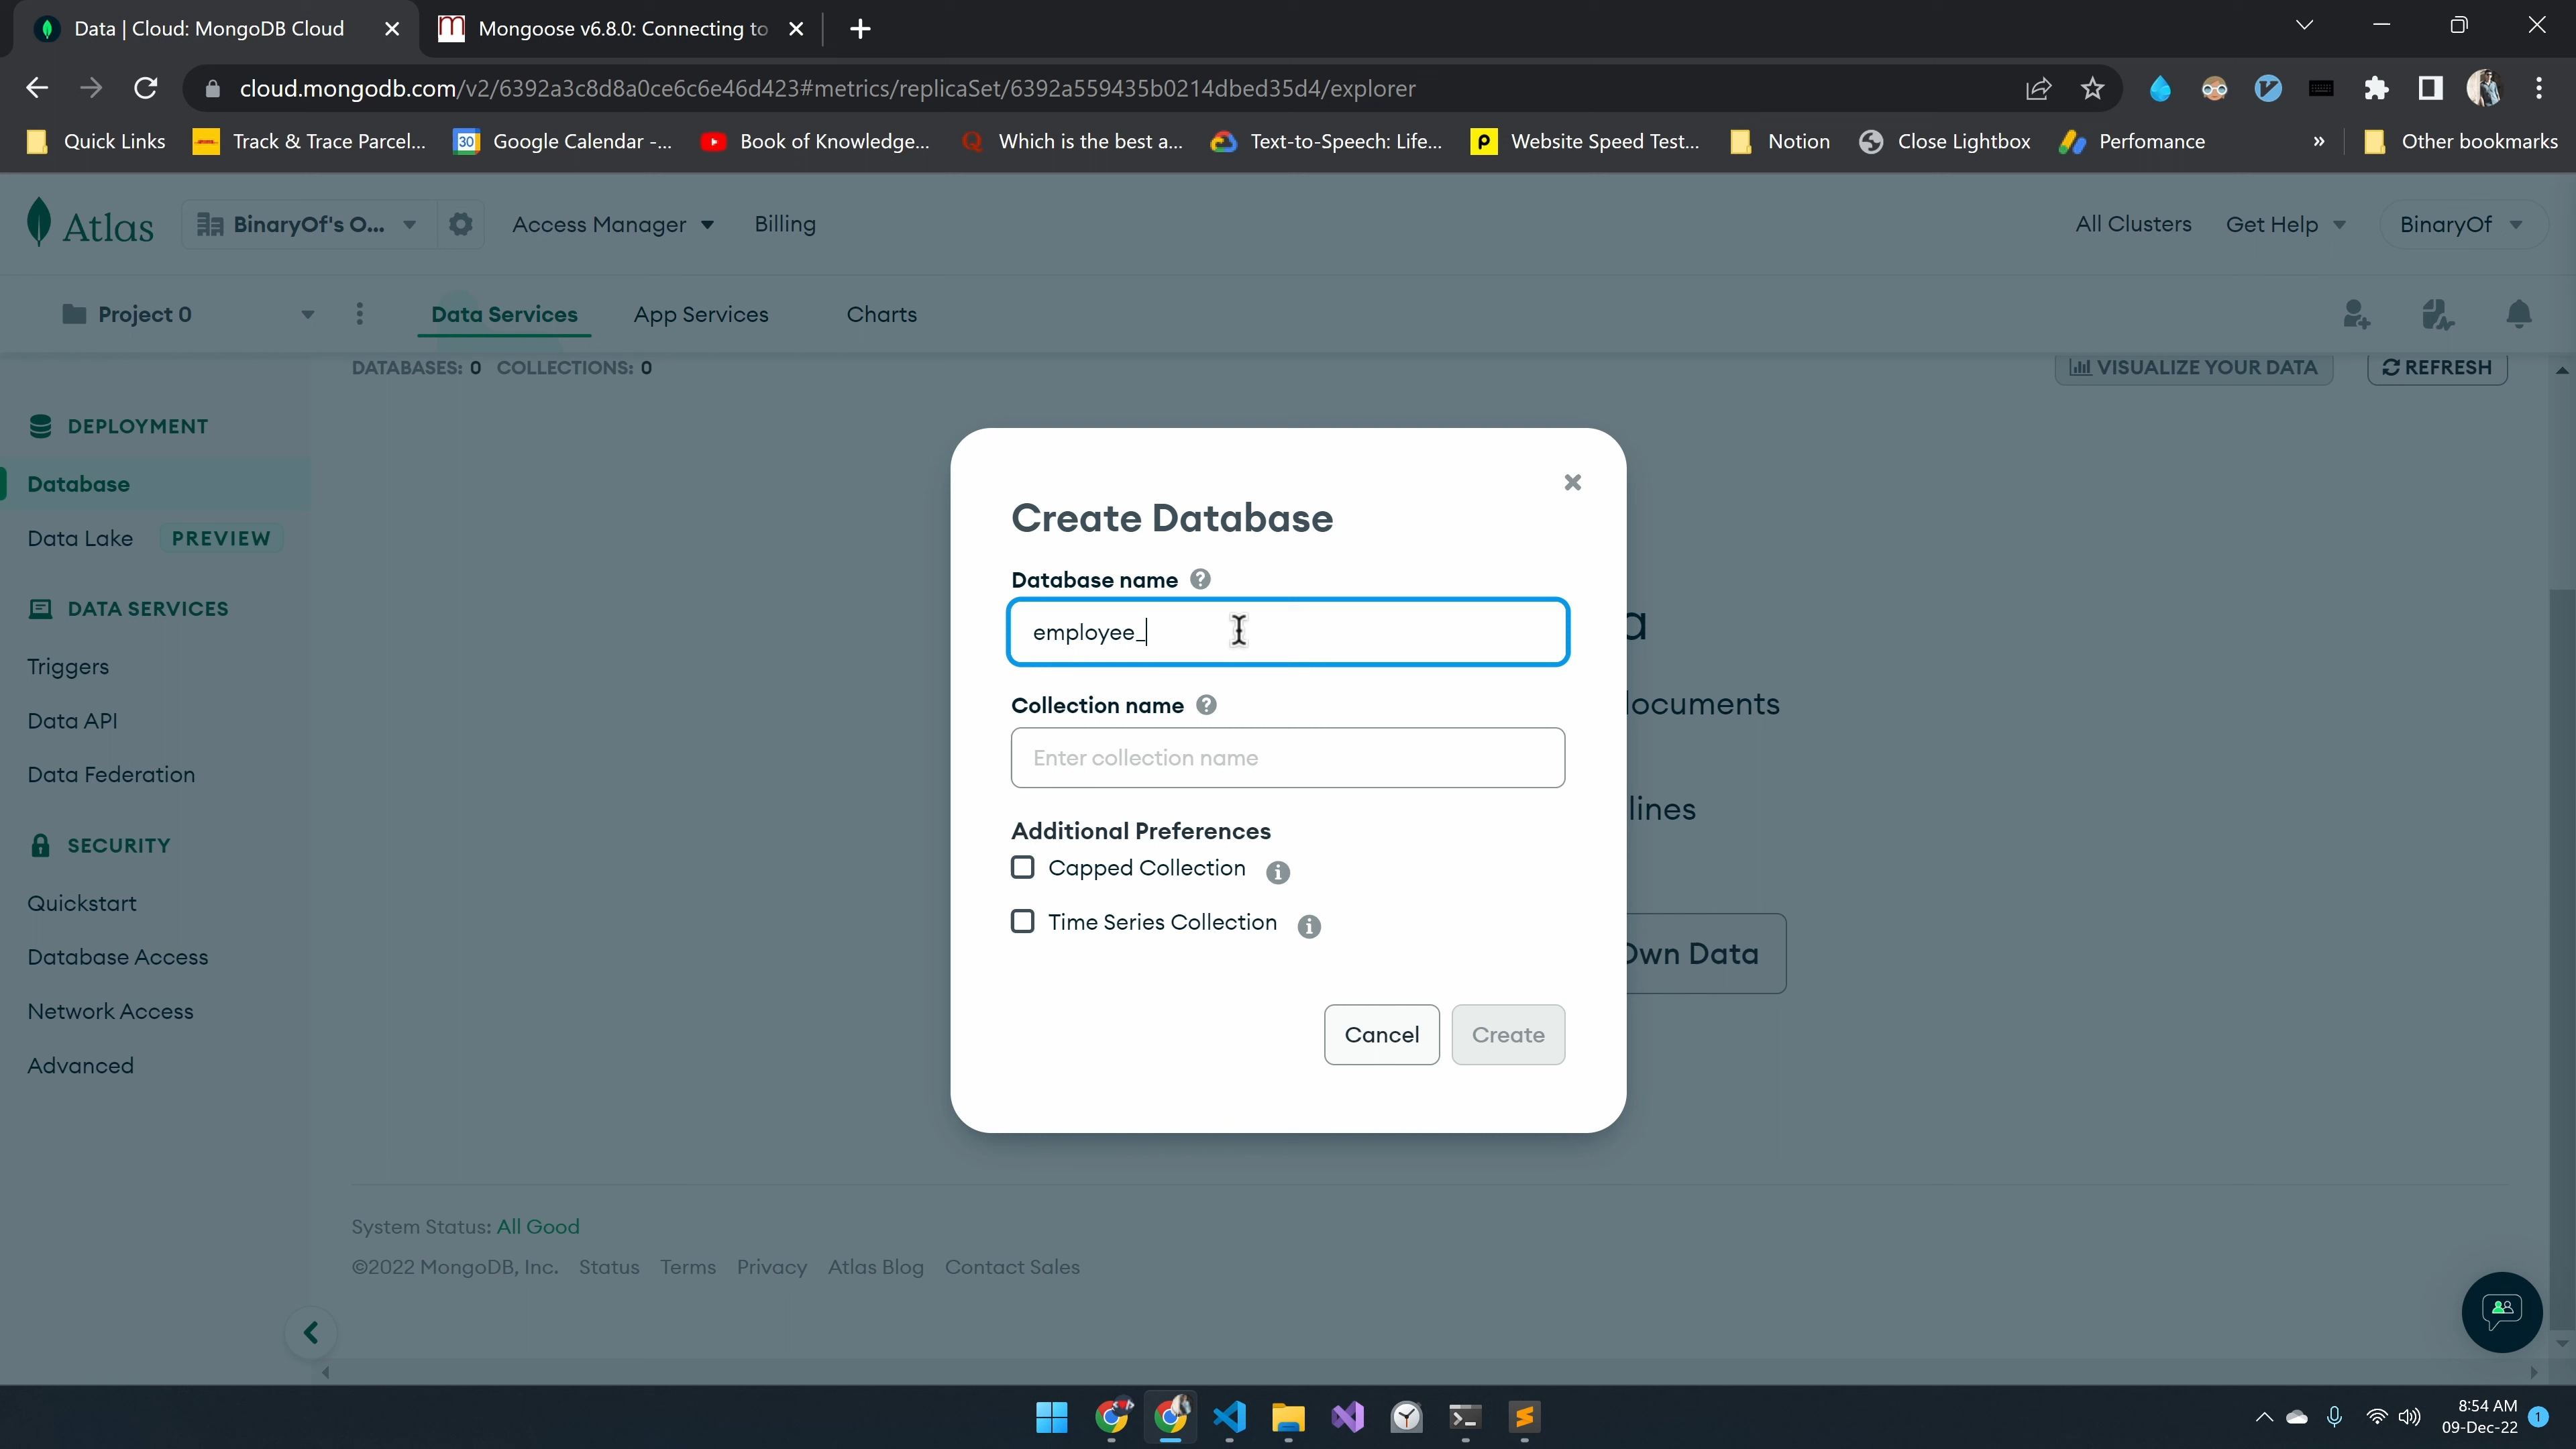 Data | Cloud: MongoDB Cloud
Mongoose v6.8.0: Connecting to
cloud.mongodb.com/v2/6392a3c8d8a0ce6c6e46d423#metrics/replicaSet/6392a559435b0214dbed35d4/explorer
Quick Links
Track & Trace Parcel...
30
Google Calendar -...
Book of Knowledge...
Which is the best a...
Text-to-Speech: Life...
Website Speed Test...
Notion
Close Lightbox
Perfomance
»
Other bookmarks
Atlas
BinaryOf's O...
Access Manager
Billing
All Clusters
Get Help
BinaryOf
Project 0
Data Services
App Services
Charts
DATABASES: 0 COLLECTIONS: 0
VISUALIZE YOUR DATA
REFRESH
DEPLOYMENT
Database
Data Lake PREVIEW
DATA SERVICES
Triggers
Data API
Data Federation
SECURITY
Quickstart
Database Access
Network Access
Advanced
Create Database
Database name
employee_
Collection name
Enter collection name
Additional Preferences
Capped Collection
Time Series Collection
Cancel
Create
a
ocuments
lines
Own Data
System Status: All Good
©2022 MongoDB, Inc. Status Terms Privacy Atlas Blog Contact Sales
8:54 AM
09-Dec-22
1